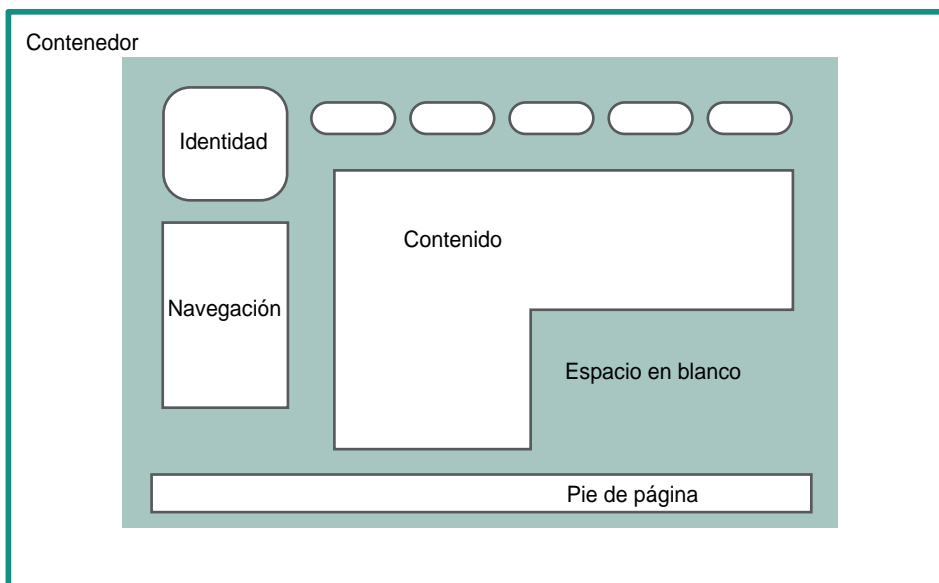 Contenedor
Identidad
Contenido
Navegación
Espacio en blanco
Pie de página